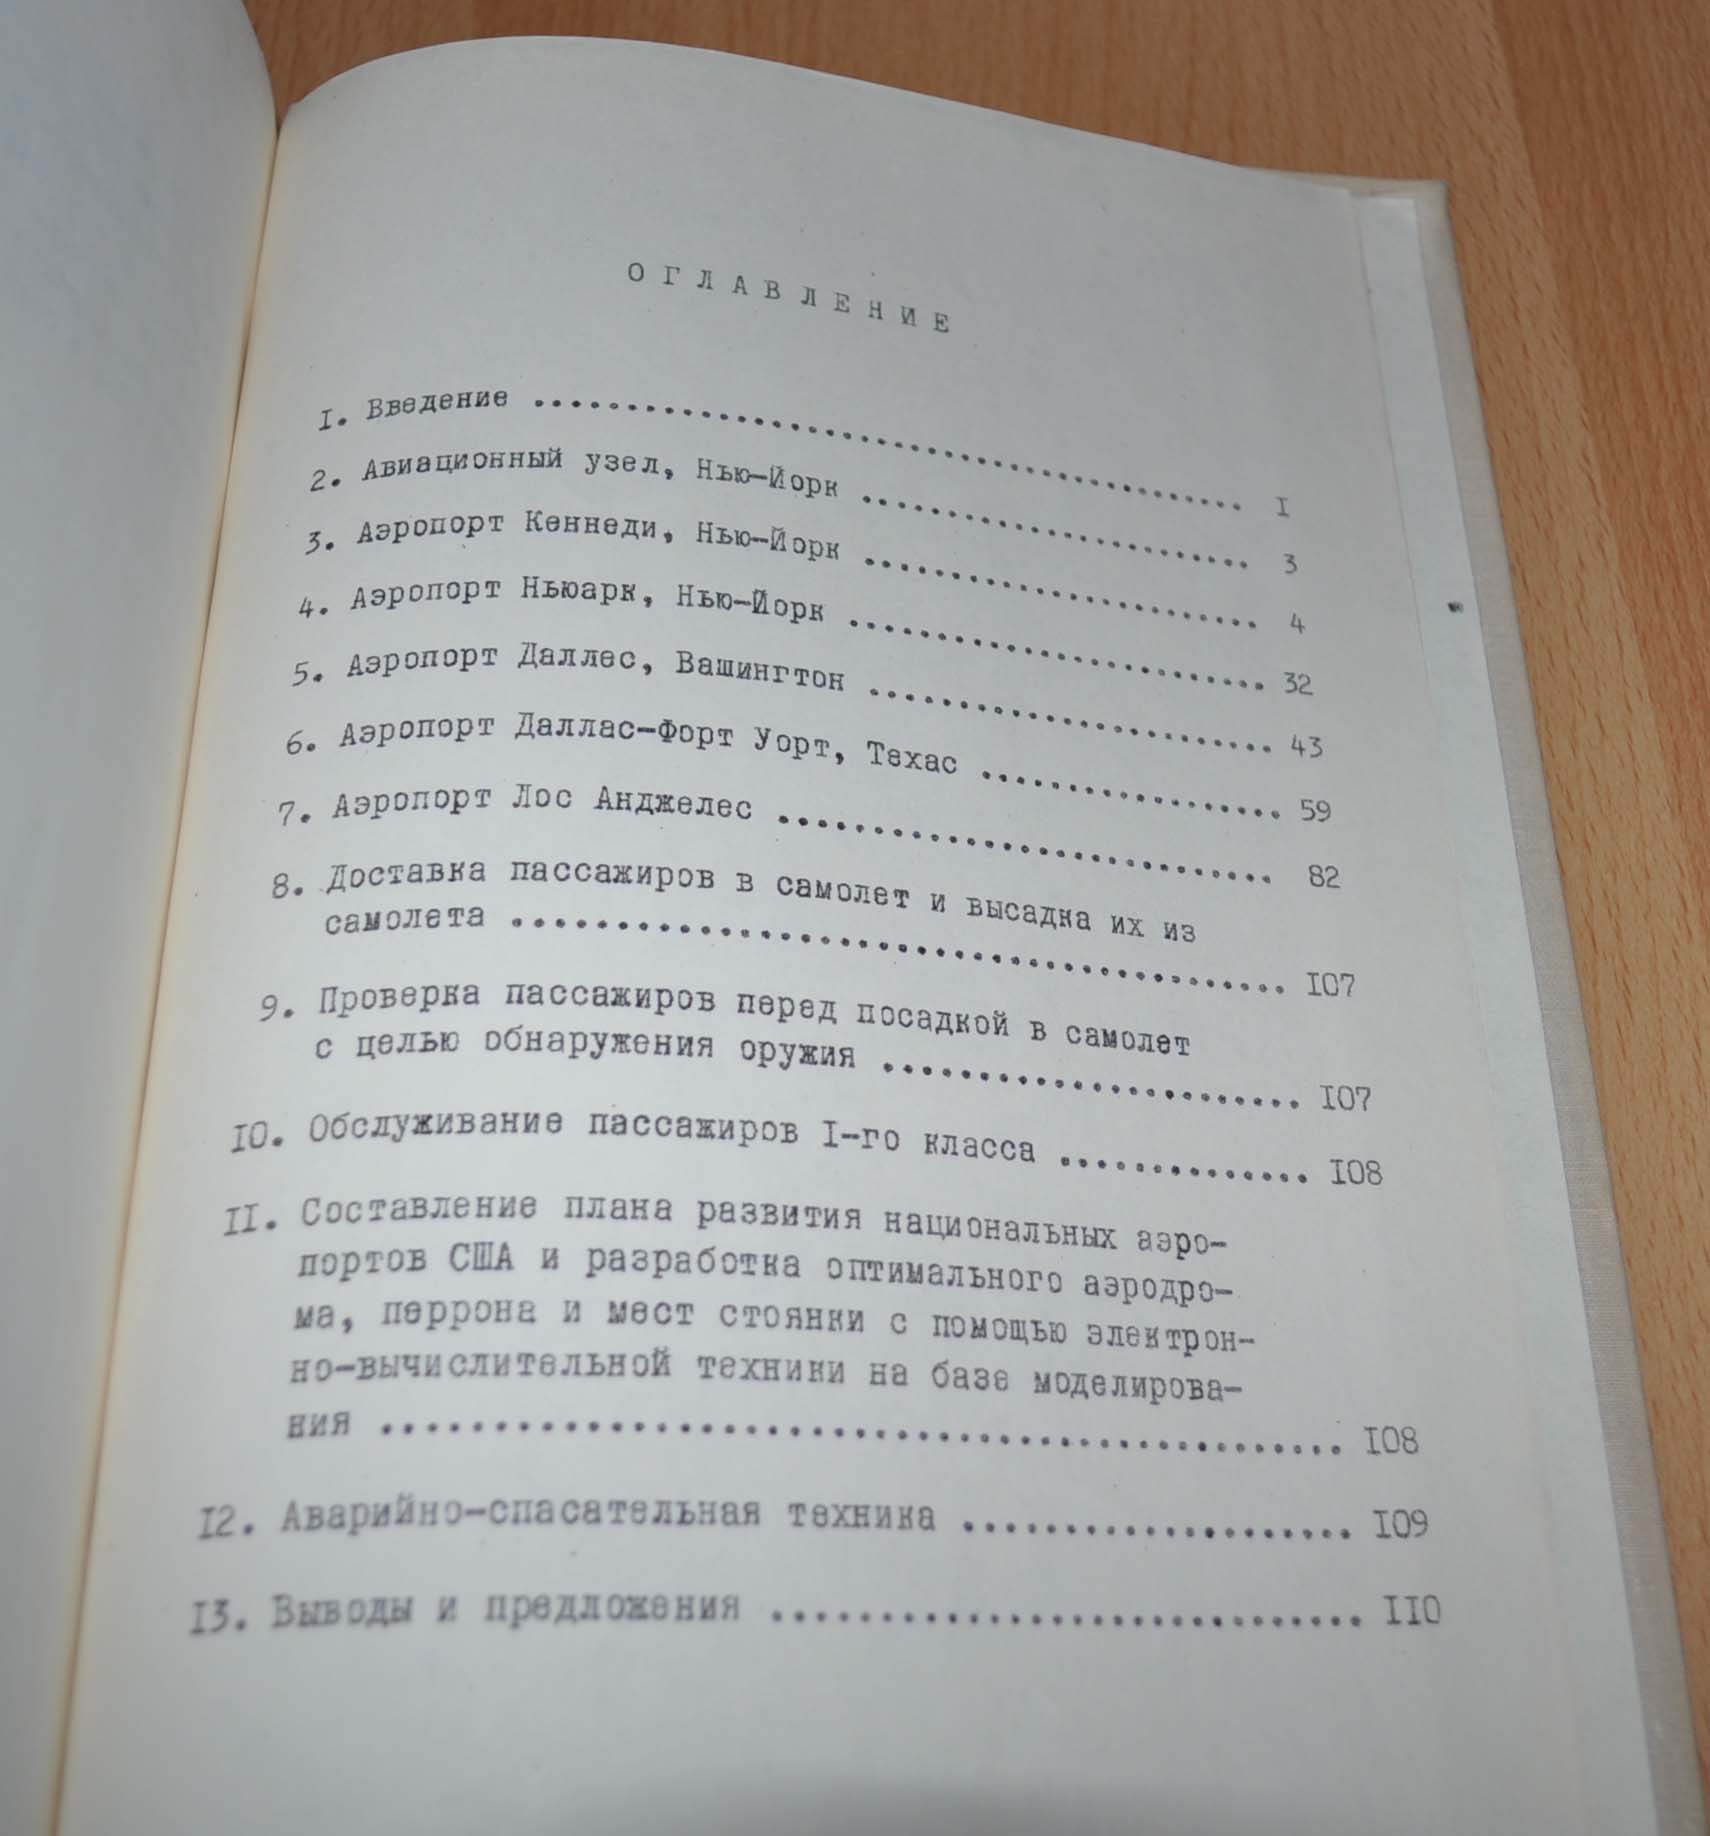 ОГЛАВЛЕНИЕ
I. Введение ........................................ I
2. Авиационный узел, Нью-Йорк ..................... 3
3. Аэропорт Кеннеди, Нью-Йорк ..................... 4
4. Аэропорт Ньюарк, Нью-Йорк ...................... 32
5. Аэропорт Даллес, Вашингтон ...................... 43
6. Аэропорт Даллас-Форт Уорт, Техас ................. 59
7. Аэропорт Лос Анджелес ........................... 82
8. Доставка пассажиров в самолет и высадка их из
самолета ........................................ I07
9. Проверка пассажиров перед посадкой в самолет
с целью обнаружения оружия ....................... I07
I0. Обслуживание пассажиров I-го класса .............. I08
II. Составление плана развития национальных аэро-
портов США и разработка оптимального аэродро-
ма, перрона и мест стоянки с помощью электрон-
но-вычислительной техники на базе моделирова-
ния ................................. I08
I2. Аварийно-спасательная техника .................... I09
I3. Выводы и предложения ............................ II0